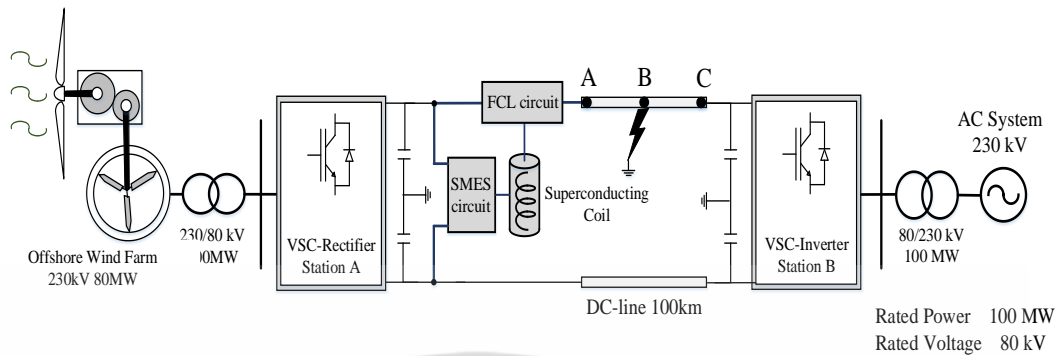 A B C
FCL circuit
AC System
230 kV
SMES
circuit
Superconducting
Coil
230/80 kV
VSC-Rectifier
Station A
VSC-Inverter
Station B
80/230 kV
100 MW
Offshore Wind Farm
230kV 80MW
DC-line 100km
Rated Power 100 MW
Rated Voltage 80 kV